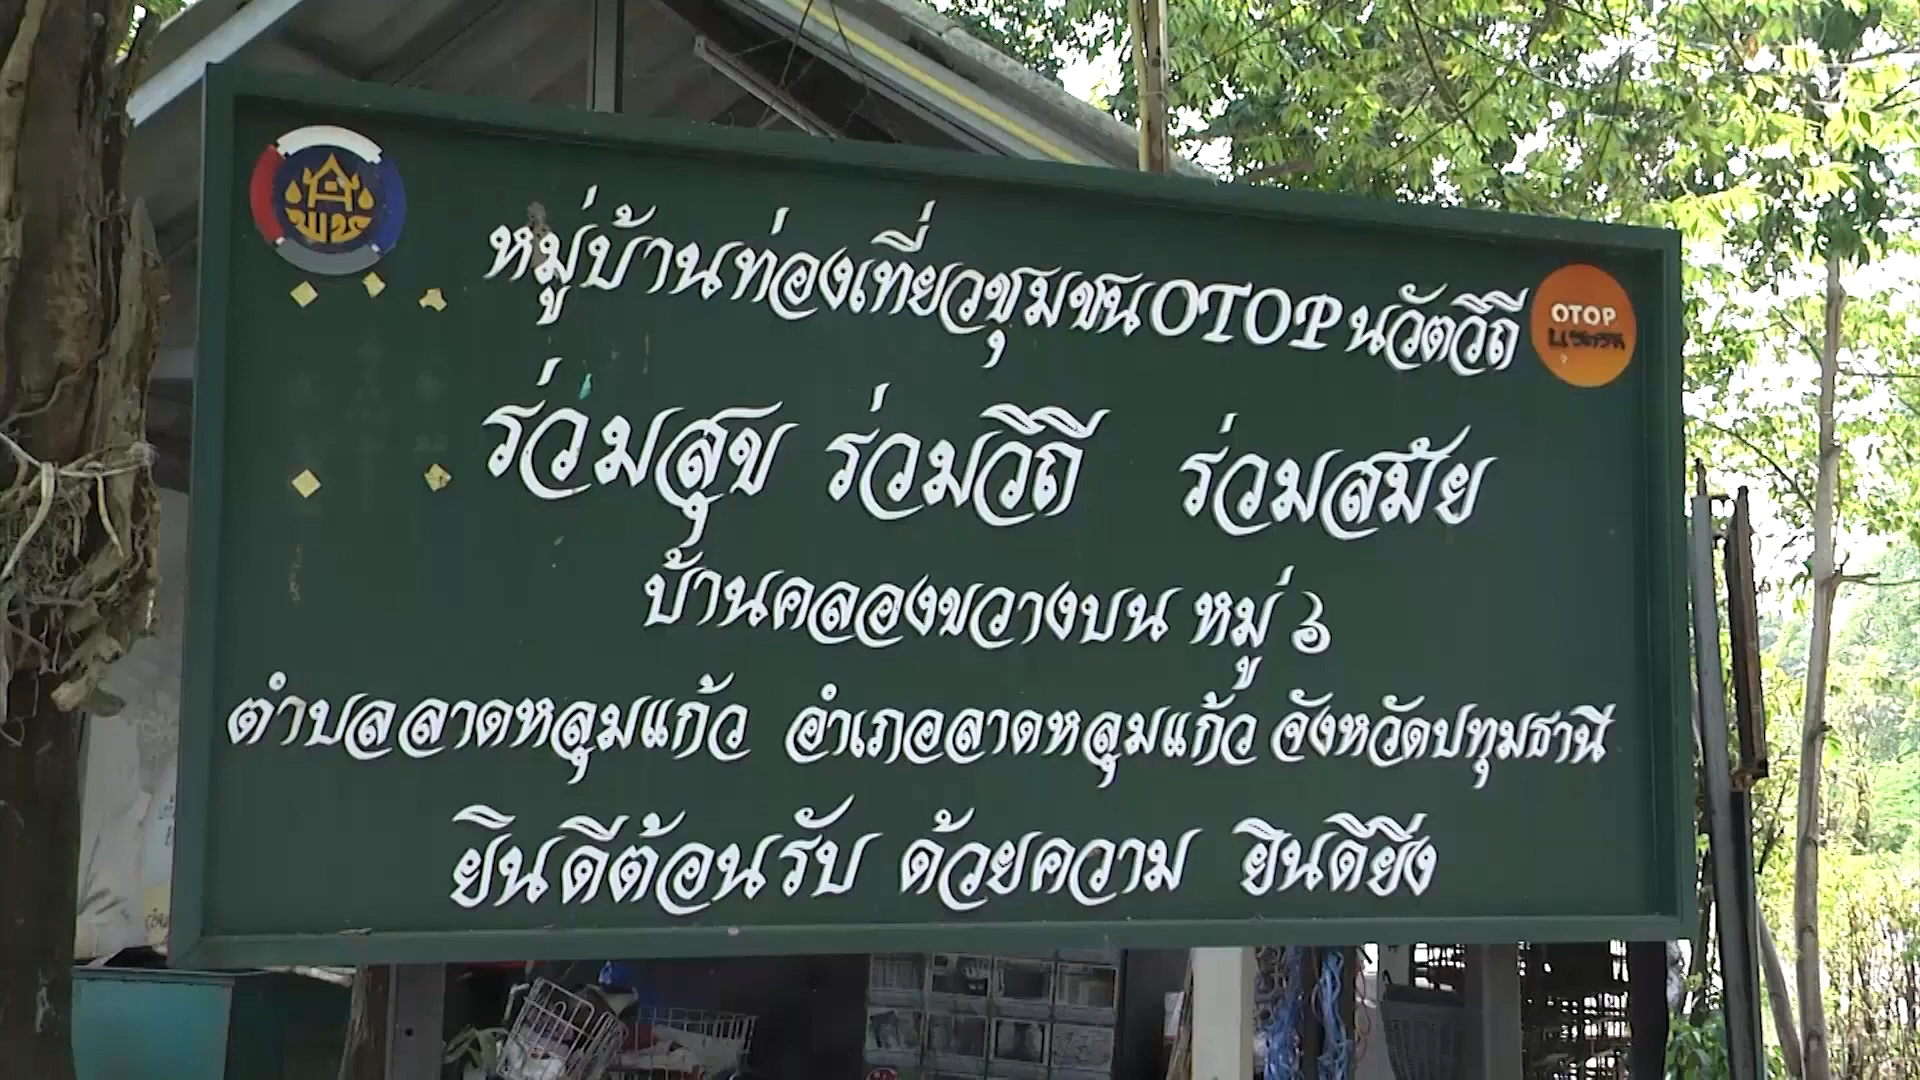 พช
หมู่บ้านท่องเที่ยวชุมชน OTOP นวัตวิถี
OTOP
ร่วมสุข ร่วมวิถี ร่วมสมัย
บ้านคลองขวางบน หมู่ ๖
ตำบลลาดหลุมแก้ว อำเภอลาดหลุมแก้ว จังหวัดปทุมธานี
ยินดีต้อนรับ ด้วยความ ยินดียิ่ง